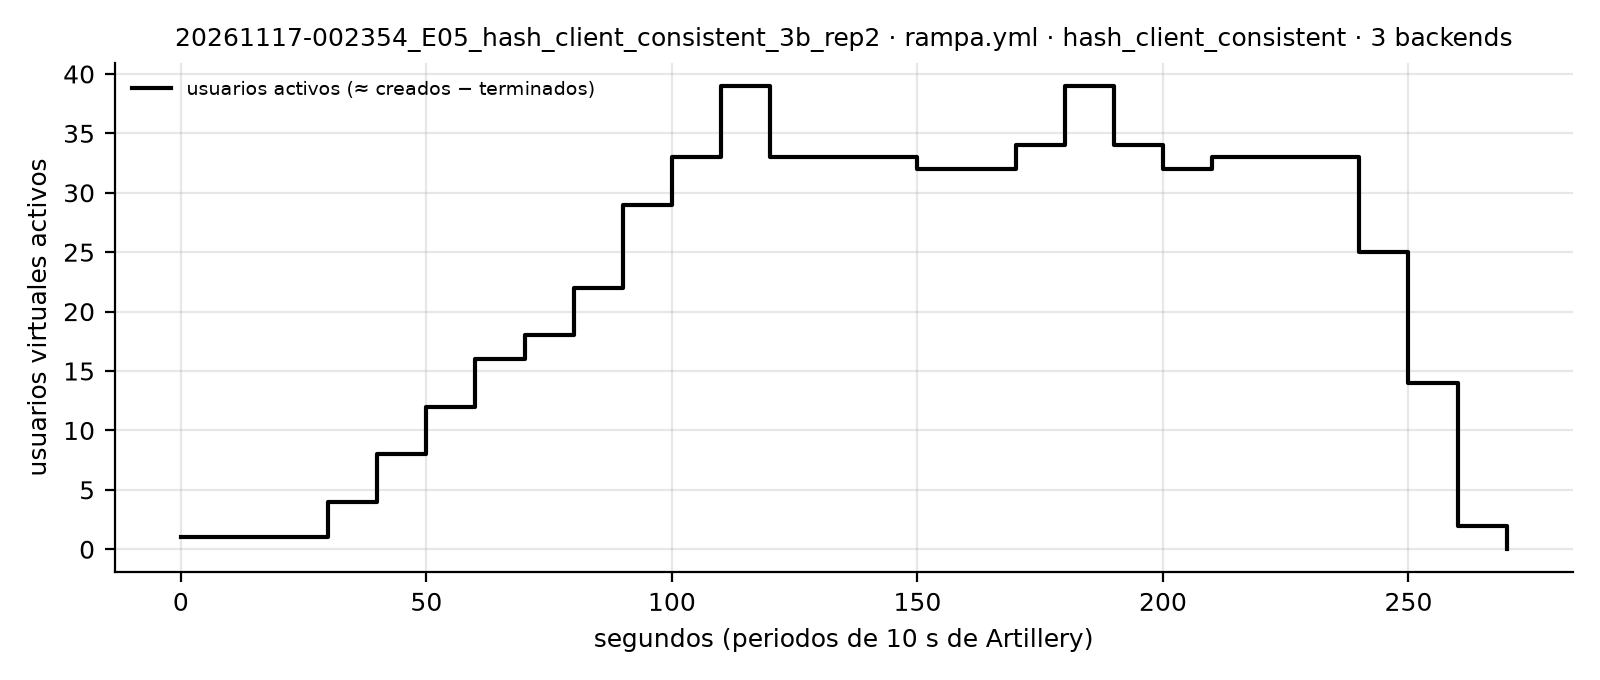 20261117-002354_E05_hash_client_consistent_3b_rep2 · rampa.yml · hash_client_consistent · 3 backends
usuarios activos (≈ creados − terminados)
usuarios virtuales activos
40
35
30
25
20
15
10
5
0
0 50 100 150 200 250
segundos (periodos de 10 s de Artillery)